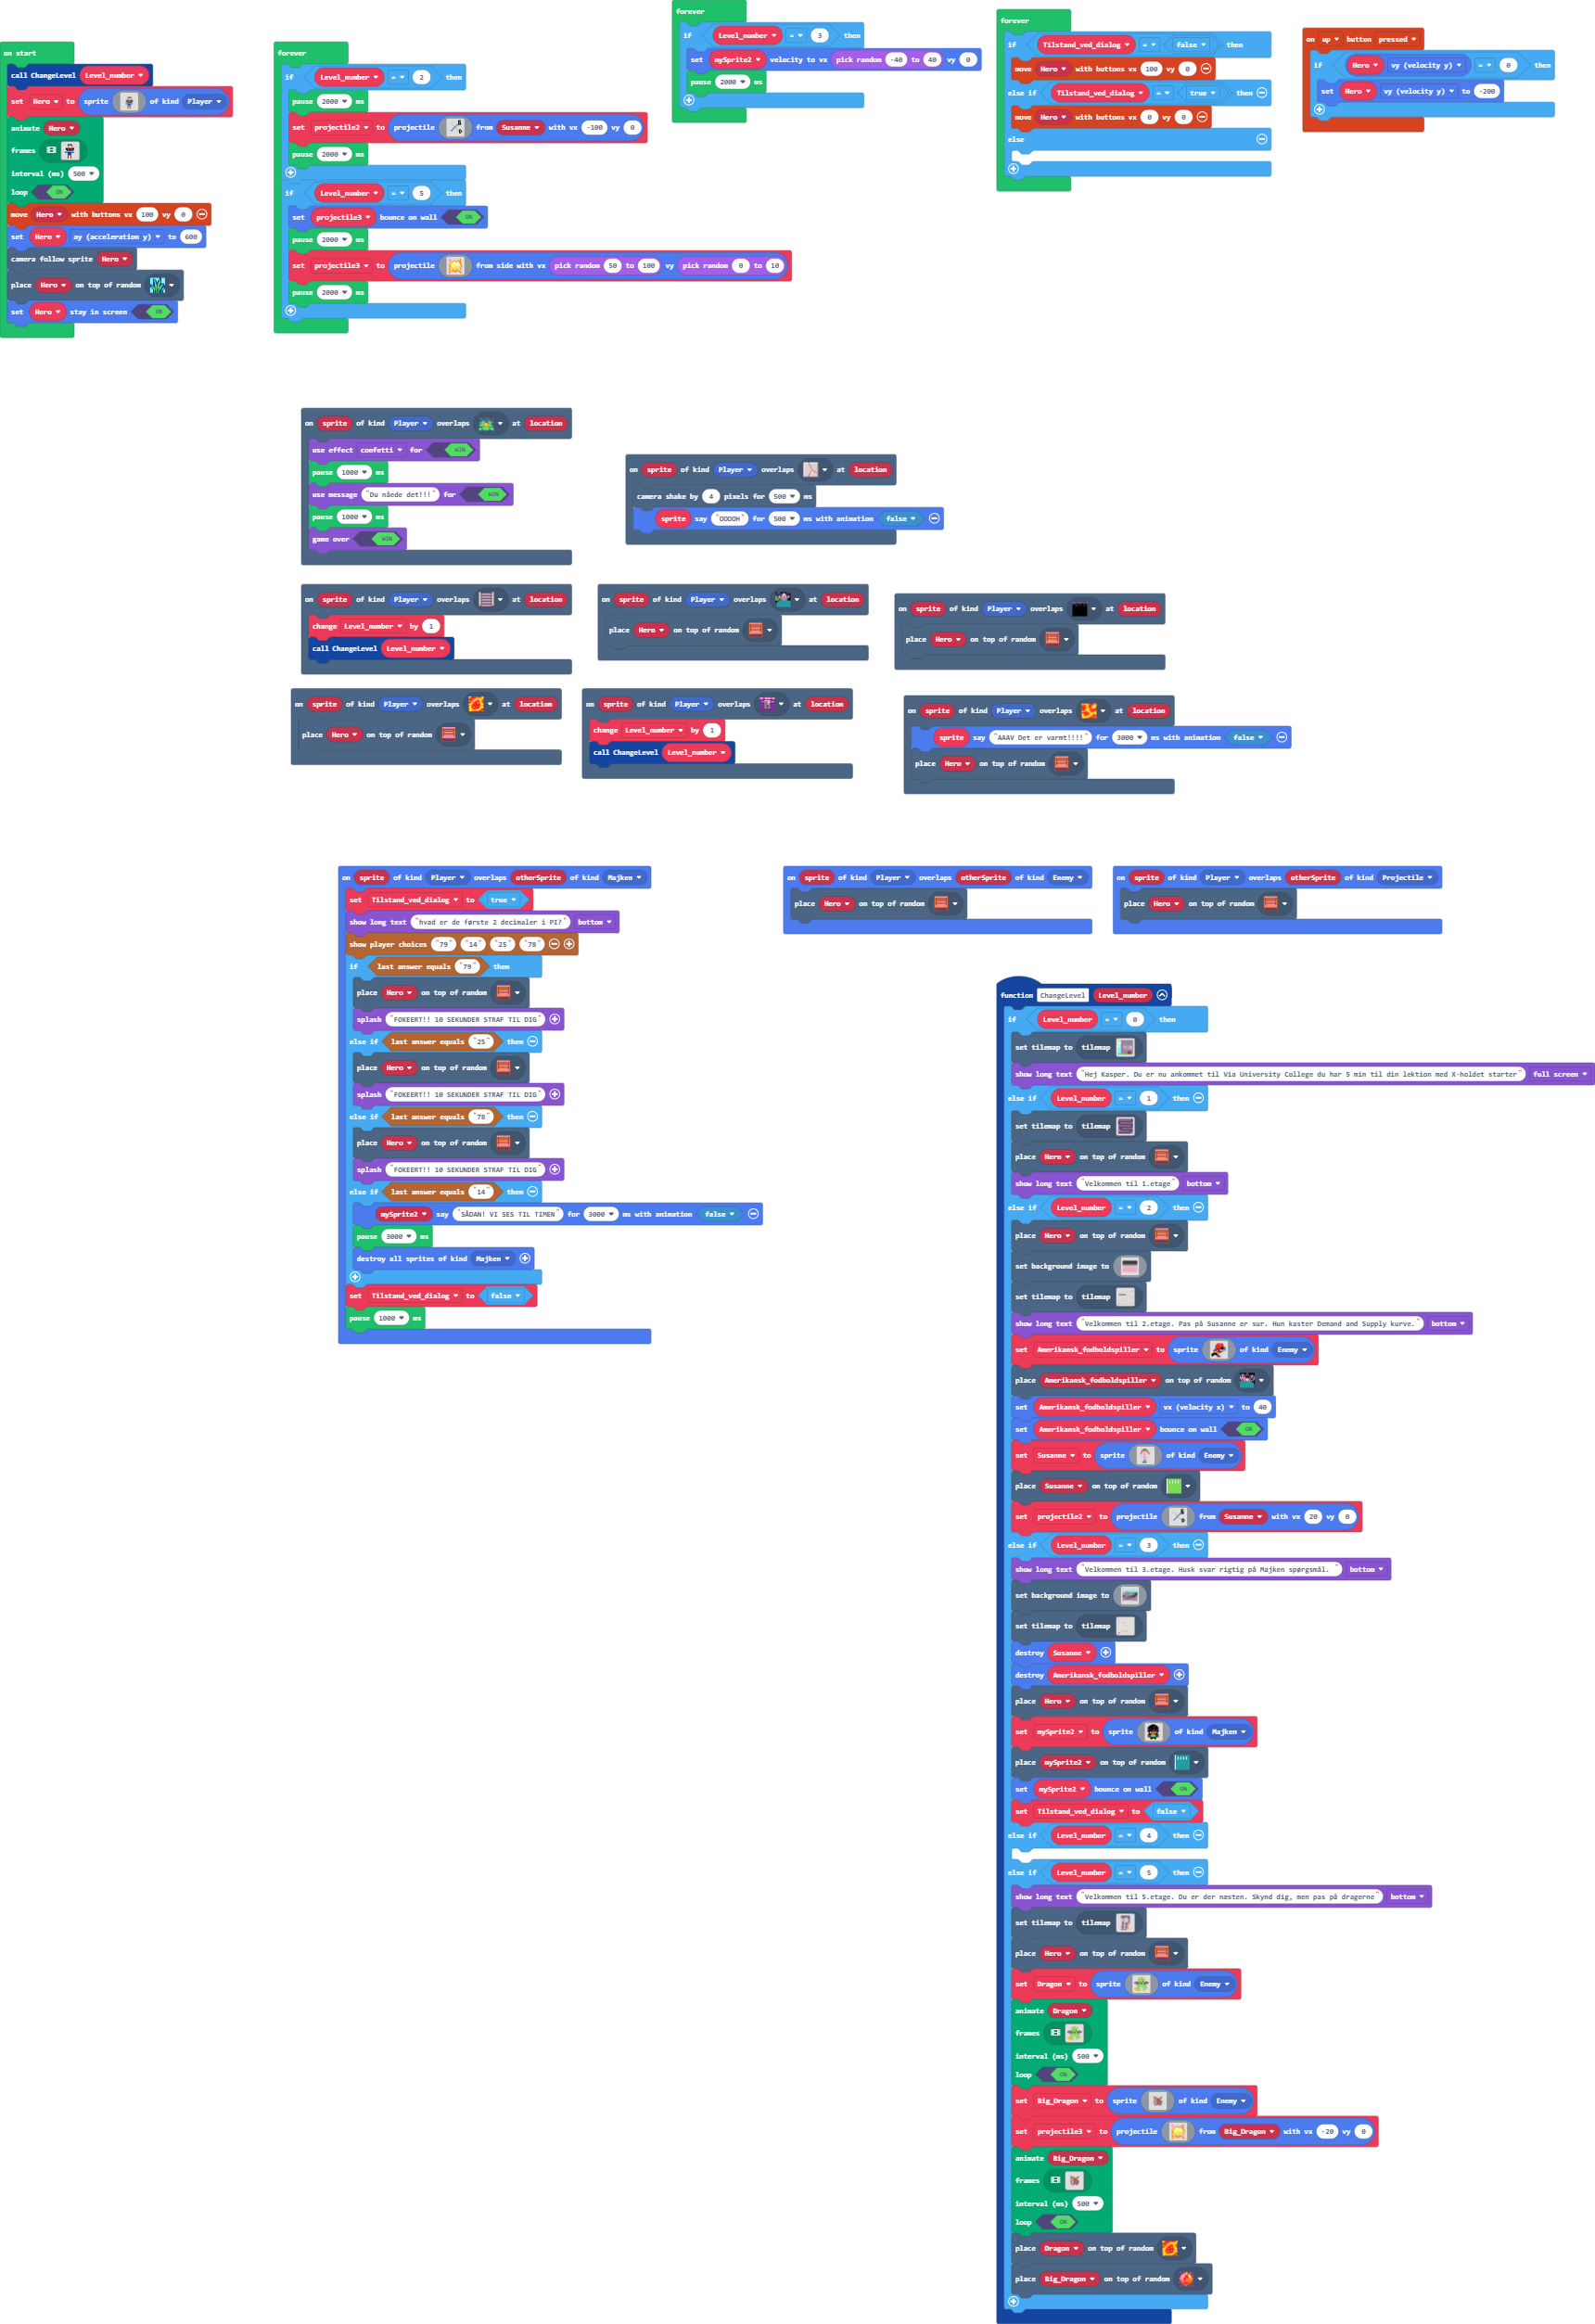 on start
call ChangeLevel Level_number
set Hero to sprite of kind Player
animate Hero
frames
interval (ms) 500
loop ON
move Hero with buttons vx 100 vy 0
set Hero ay (acceleration y) to 600
camera follow sprite Hero
place Hero on top of random
set Hero stay in screen ON
forever
if Level_number = 2 then
pause 2000 ms
set projectile2 to projectile from Susanne with vx -100 vy 0
pause 2000 ms
if Level_number = 5 then
set projectile3 bounce on wall ON
pause 2000 ms
set projectile3 to projectile from side with vx pick random 50 to 100 vy pick random 0 to 10
pause 2000 ms
forever
if Level_number = 3 then
set mySprite2 velocity to vx pick random -40 to 40 vy 0
pause 2000 ms
forever
if Tilstand_ved_dialog = false then
move Hero with buttons vx 100 vy 0
else if Tilstand_ved_dialog = true then
move Hero with buttons vx 0 vy 0
else
on up button pressed
if Hero vy (velocity y) = 0 then
set Hero vy (velocity y) to -200
on sprite of kind Player overlaps at location
use effect confetti for WIN
pause 1000 ms
use message "Du nåede det!!!" for WIN
pause 1000 ms
game over WIN
on sprite of kind Player overlaps at location
camera shake by 4 pixels for 500 ms
sprite say "OOOOH" for 500 ms with animation false
on sprite of kind Player overlaps at location
change Level_number by 1
call ChangeLevel Level_number
on sprite of kind Player overlaps at location
place Hero on top of random
on sprite of kind Player overlaps at location
place Hero on top of random
on sprite of kind Player overlaps at location
place Hero on top of random
on sprite of kind Player overlaps at location
change Level_number by 1
call ChangeLevel Level_number
on sprite of kind Player overlaps at location
sprite say "AAAV Det er varmt!!!!" for 3000 ms with animation false
place Hero on top of random
on sprite of kind Player overlaps otherSprite of kind Majken
set Tilstand_ved_dialog to true
show long text "hvad er de første 2 decimaler i PI?" bottom
show player choices "79" "14" "25" "78"
if last answer equals "79" then
place Hero on top of random
splash "FOKEERT!! 10 SEKUNDER STRAF TIL DIG"
else if last answer equals "25" then
place Hero on top of random
splash "FOKEERT!! 10 SEKUNDER STRAF TIL DIG"
else if last answer equals "78" then
place Hero on top of random
splash "FOKEERT!! 10 SEKUNDER STRAF TIL DIG"
else if last answer equals "14" then
mySprite2 say "SÅDAN! VI SES TIL TIMEN" for 3000 ms with animation false
pause 3000 ms
destroy all sprites of kind Majken
set Tilstand_ved_dialog to false
pause 1000 ms
on sprite of kind Player overlaps otherSprite of kind Enemy
place Hero on top of random
on sprite of kind Player overlaps otherSprite of kind Projectile
place Hero on top of random
function ChangeLevel Level_number
if Level_number = 0 then
set tilemap to tilemap
show long text "Hej Kasper. Du er nu ankommet til Via University College du har 5 min til din lektion med X-holdet starter" full screen
else if Level_number = 1 then
set tilemap to tilemap
place Hero on top of random
show long text "Velkommen til 1.etage" bottom
else if Level_number = 2 then
place Hero on top of random
set background image to
set tilemap to tilemap
show long text "Velkommen til 2.etage. Pas på Susanne er sur. Hun kaster Demand and Supply kurve." bottom
set Amerikansk_fodboldspiller to sprite of kind Enemy
place Amerikansk_fodboldspiller on top of random
set Amerikansk_fodboldspiller vx (velocity x) to 40
set Amerikansk_fodboldspiller bounce on wall ON
set Susanne to sprite of kind Enemy
place Susanne on top of random
set projectile2 to projectile from Susanne with vx 20 vy 0
else if Level_number = 3 then
show long text "Velkommen til 3.etage. Husk svar rigtig på Majken spørgsmål. " bottom
set background image to
set tilemap to tilemap
destroy Susanne
destroy Amerikansk_fodboldspiller
place Hero on top of random
set mySprite2 to sprite of kind Majken
place mySprite2 on top of random
set mySprite2 bounce on wall ON
set Tilstand_ved_dialog to false
else if Level_number = 4 then
else if Level_number = 5 then
show long text "Velkommen til 5.etage. Du er der næsten. Skynd dig, men pas på dragerne" bottom
set tilemap to tilemap
place Hero on top of random
set Dragon to sprite of kind Enemy
animate Dragon
frames
interval (ms) 500
loop ON
set Big_Dragon to sprite of kind Enemy
set projectile3 to projectile from Big_Dragon with vx -20 vy 0
animate Big_Dragon
frames
interval (ms) 500
loop ON
place Dragon on top of random
place Big_Dragon on top of random